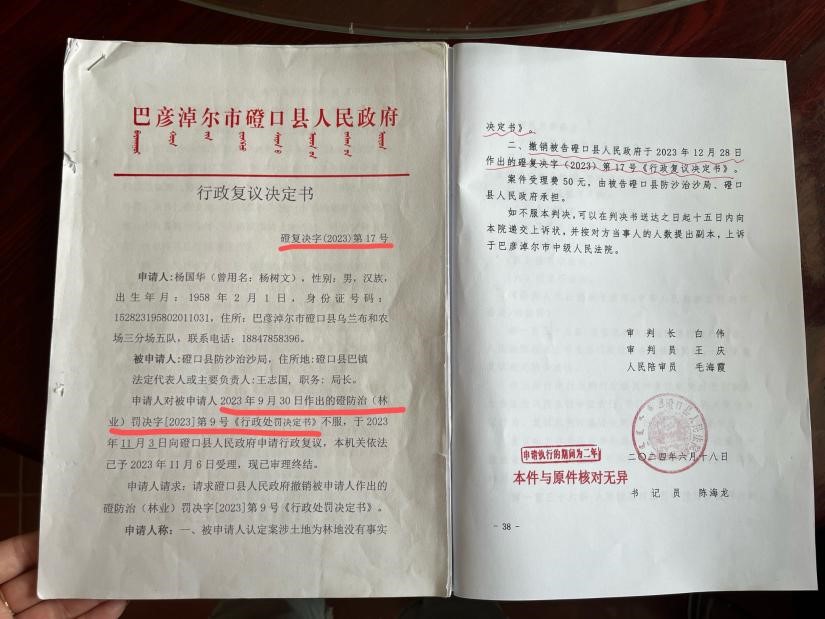 巴彦淖尔市磴口县人民政府
行政复议决定书
磴复决字(2023)第17号
申请人:杨国华（曾用名：杨树文），性别：男，汉族，
出生年月：1958年2月1日，身份证号码：
152823195802011031，住所：巴彦淖尔市磴口县乌兰布和农
场三分场五队，联系电话：18847858396。
被申请人:磴口县防沙治沙局，住所地:磴口县巴镇
法定代表人或主要负责人:王志国，职务：局长。
申请人对被申请人2023年9月30日作出的磴防治（林
业）罚决字[2023]第9号《行政处罚决定书》不服，于2023
年11月3日向磴口县人民政府申请行政复议，本机关依法
已予2023年11月6日受理，现已审理终结。
申请人请求：请求磴口县人民政府撤销被申请人作出的
磴防治（林业）罚决字[2023]第9号《行政处罚决定书》。
申请人称：一、被申请人认定案涉土地为林地没有事实
决定书》。
二、撤销被告磴口县人民政府于2023年12月28日
作出的磴复决字（2023）第17号《行政复议决定书》。
案件受理费50元，由被告磴口县防沙治沙局、磴口
县人民政府承担。
如不服本判决，可以在判决书送达之日起十五日内向
本院递交上诉状，并按对方当事人的人数提出副本，上诉
于巴彦淖尔市中级人民法院。
审判长 白伟
审判员 王庆
人民陪审员 毛海霞
申请执行的期间为二年
二〇二四年六月十八日
本件与原件核对无异
书记员 陈海龙
- 38 -